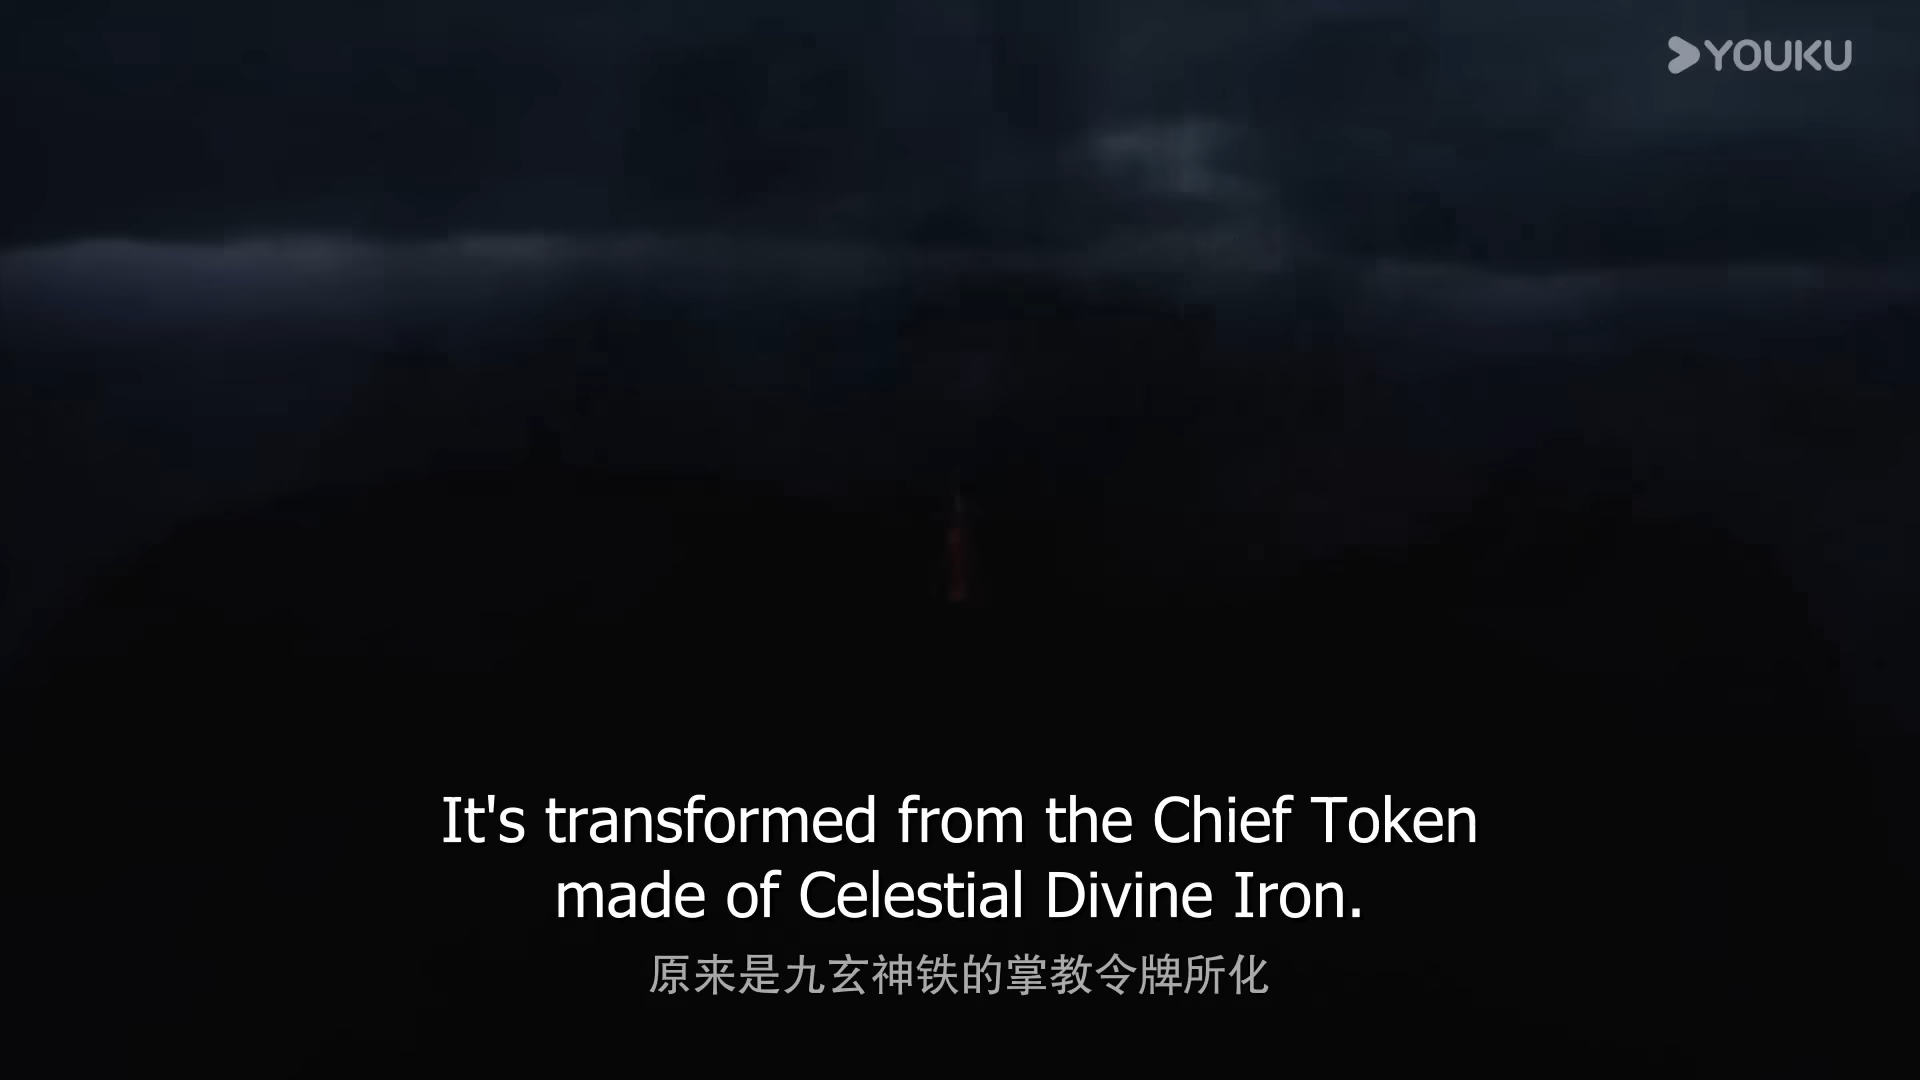 YOUKU
It's transformed from the Chief Token
made of Celestial Divine Iron.
原来是九玄神铁的掌教令牌所化